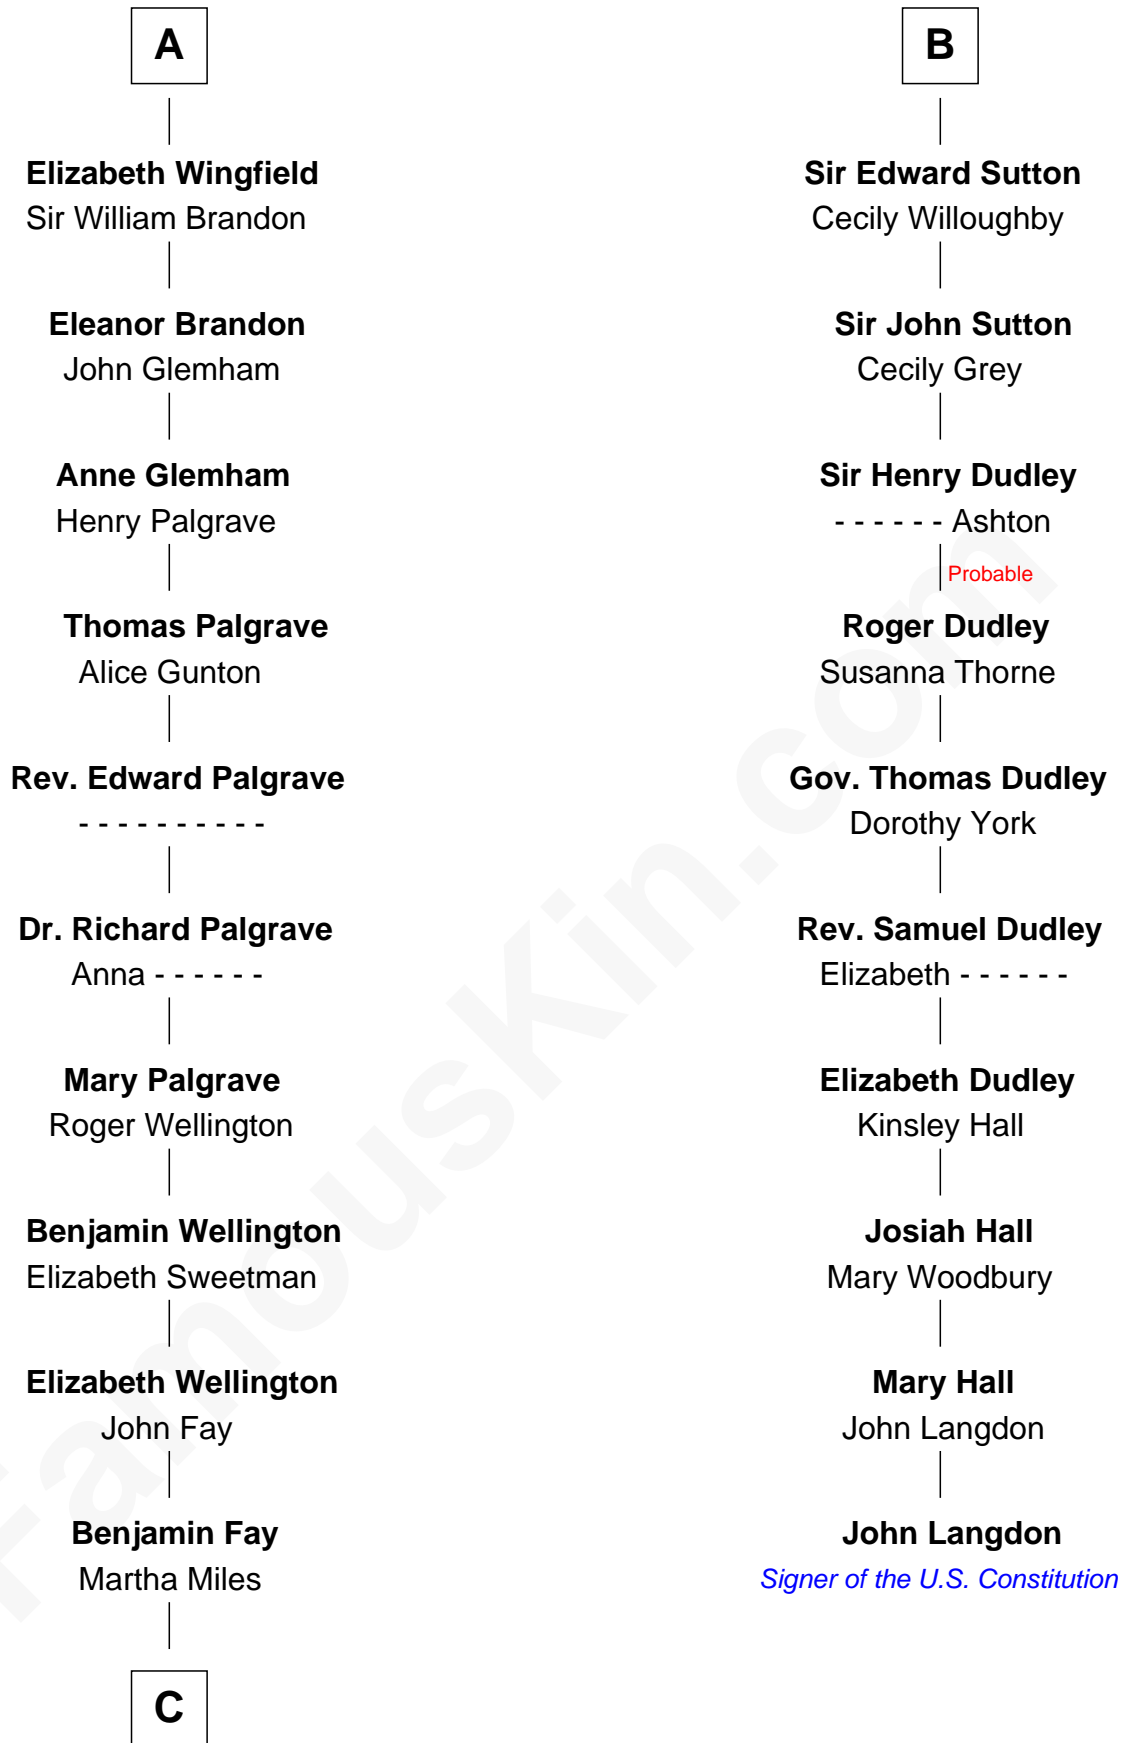 A
Elizabeth Wingfield
Sir William Brandon
Eleanor Brandon
John Glemham
Anne Glemham
Henry Palgrave
Thomas Palgrave
Alice Gunton
Rev. Edward Palgrave
- - - - - - - - - -
Dr. Richard Palgrave
Anna - - - - - -
Mary Palgrave
Roger Wellington
Benjamin Wellington
Elizabeth Sweetman
Elizabeth Wellington
John Fay
Benjamin Fay
Martha Miles
C
B
Sir Edward Sutton
Cecily Willoughby
Sir John Sutton
Cecily Grey
Sir Henry Dudley
- - - - - - Ashton
Probable
Roger Dudley
Susanna Thorne
Gov. Thomas Dudley
Dorothy York
Rev. Samuel Dudley
Elizabeth - - - - - -
Elizabeth Dudley
Kinsley Hall
Josiah Hall
Mary Woodbury
Mary Hall
John Langdon
John Langdon
Signer of the U.S. Constitution
FamousKin.com